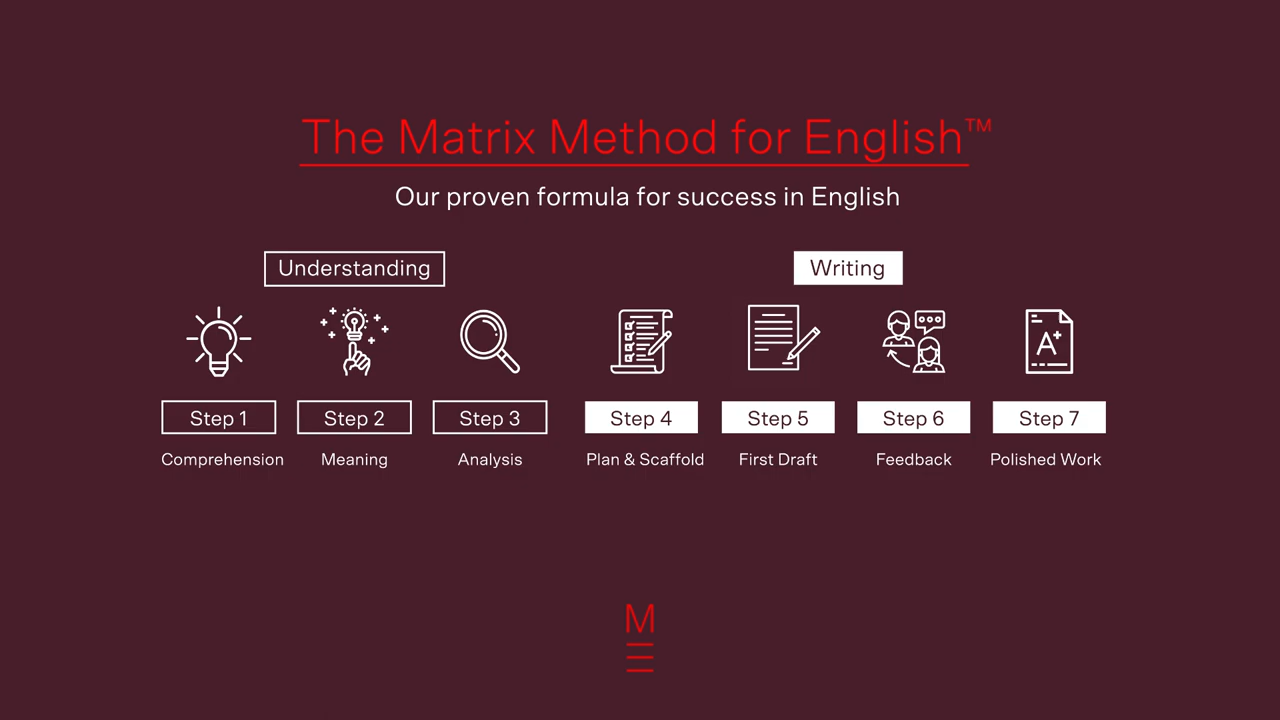 The Matrix Method for English™
Our proven formula for success in English
Understanding
Writing
A+
Step 1
Step 2
Step 3
Step 4
Step 5
Step 6
Step 7
Comprehension
Meaning
Analysis
Plan & Scaffold
First Draft
Feedback
Polished Work
M